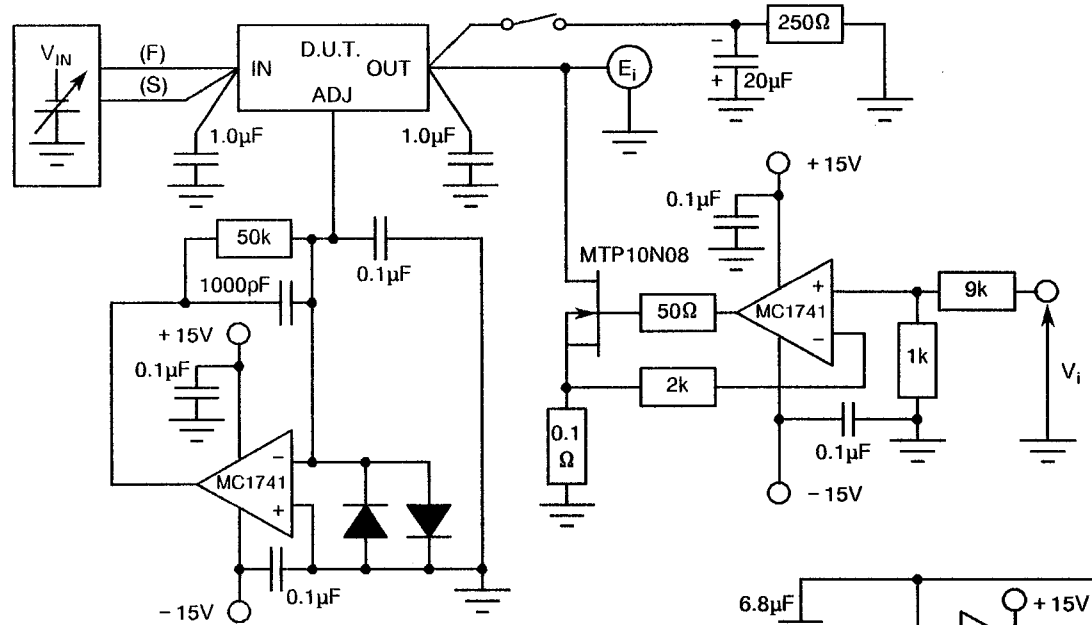 V_IN
(F)
(S)
D.U.T.
IN
OUT
ADJ
1.0µF
1.0µF
E_i
−
+
20µF
250Ω
50k
0.1µF
1000pF
+15V
0.1µF
MC1741
−
+
0.1µF
−15V
+15V
0.1µF
MTP10N08
50Ω
+
MC1741
−
9k
1k
V_i
2k
0.1
Ω
0.1µF
−15V
6.8µF
+15V